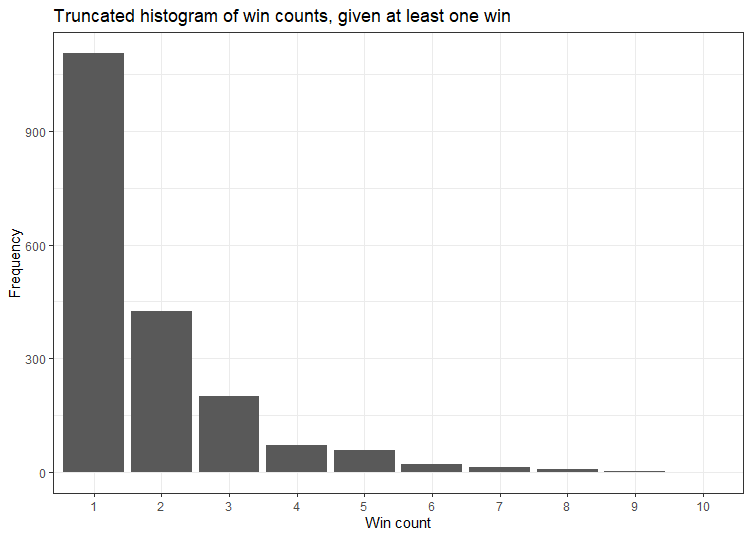 Truncated histogram of win counts, given at least one win
Frequency
900
600
300
0
1 2 3 4 5 6 7 8 9 10
Win count